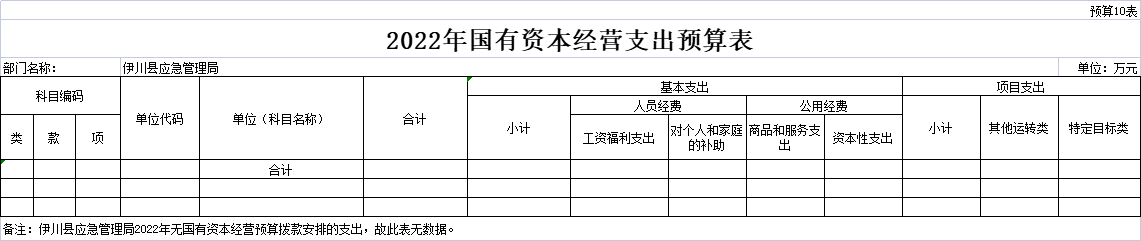 预算10表
2022年国有资本经营支出预算表
部门名称： 伊川县应急管理局 单位：万元
科目编码 单位代码 单位（科目名称） 合计 基本支出 项目支出
小计 人员经费 公用经费 小计 其他运转类 特定目标类
类 款 项 工资福利支出 对个人和家庭的补助 商品和服务支出 资本性支出
合计
备注：伊川县应急管理局2022年无国有资本经营预算拨款安排的支出，故此表无数据。